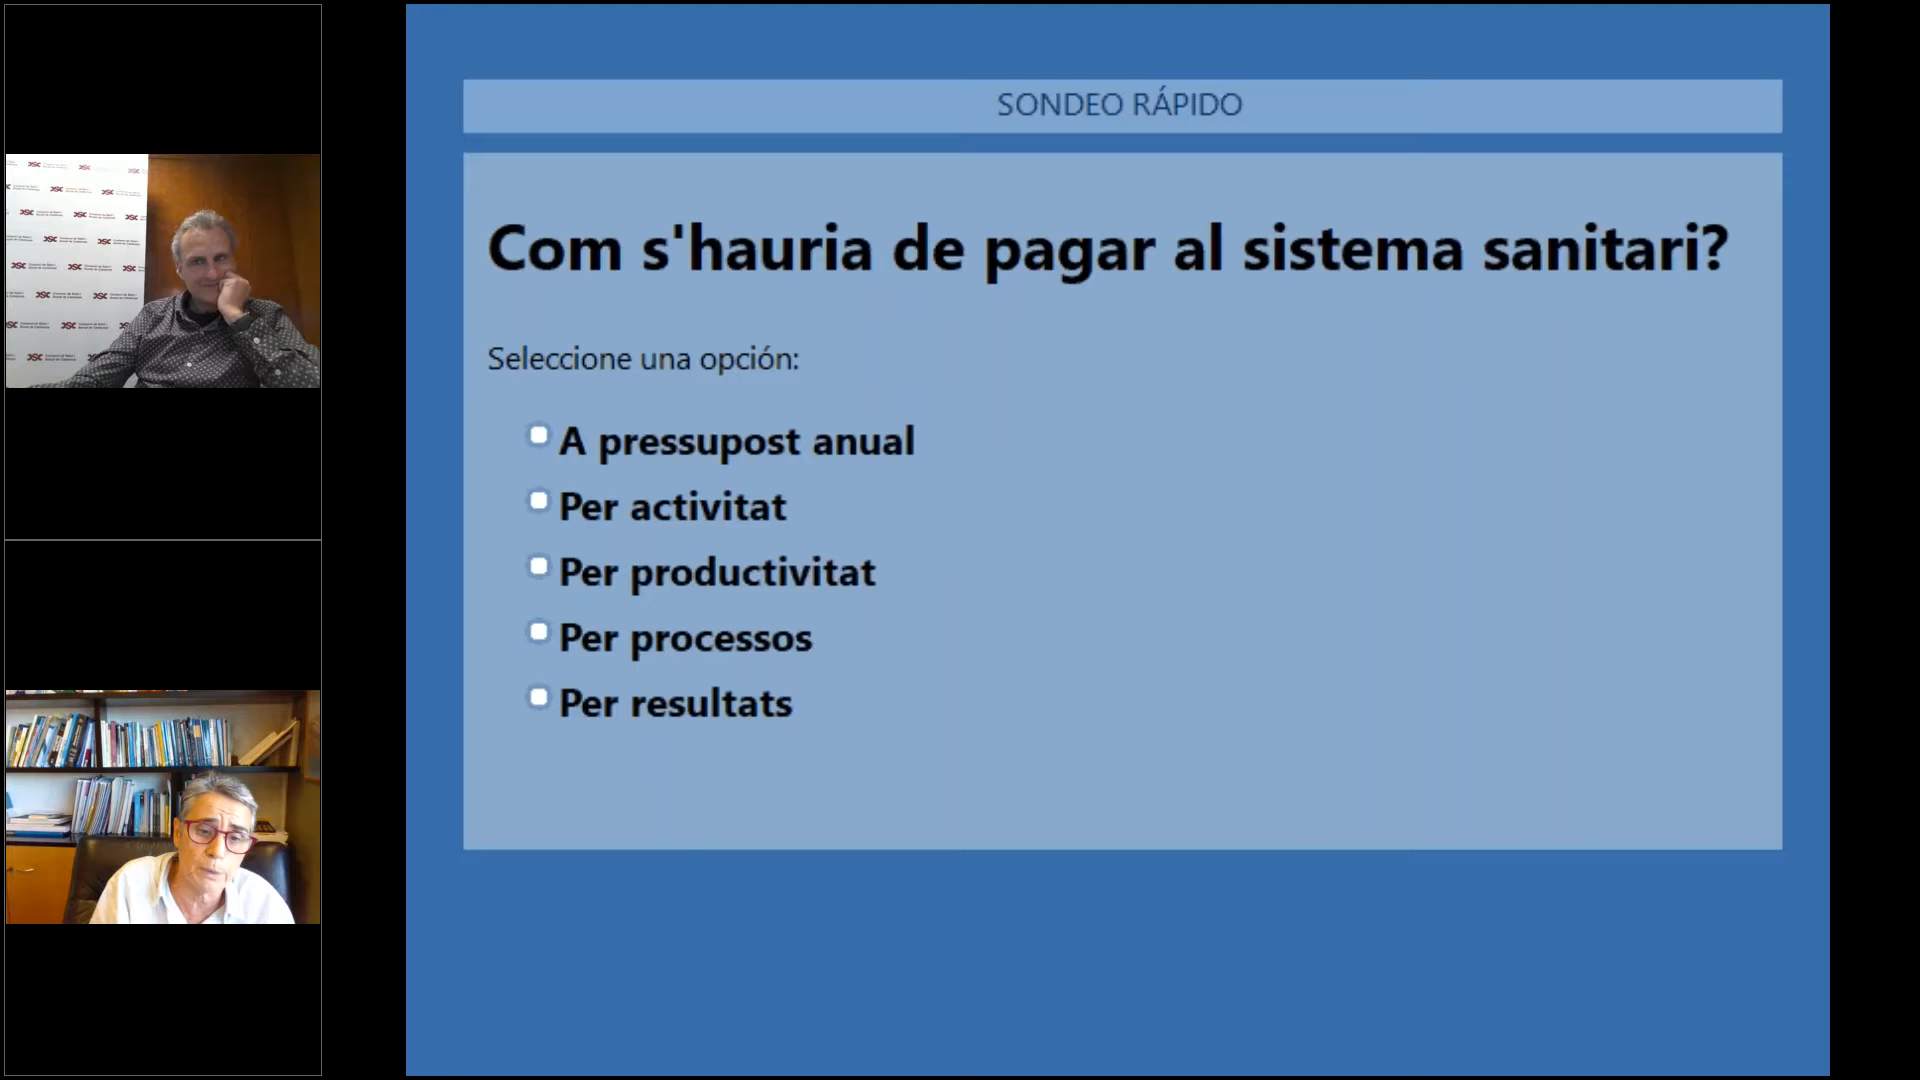 SONDEO RÁPIDO
Com s'hauria de pagar al sistema sanitari?
Seleccione una opción:
A pressupost anual
Per activitat
Per productivitat
Per processos
Per resultats